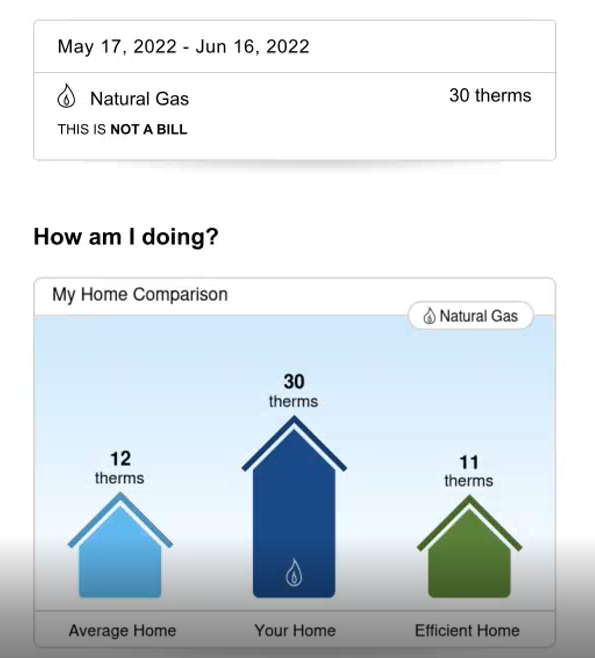 May 17, 2022 - Jun 16, 2022
Natural Gas
30 therms
THIS IS NOT A BILL
How am I doing?
My Home Comparison
Natural Gas
30
therms
12
therms
11
therms
Average Home
Your Home
Efficient Home